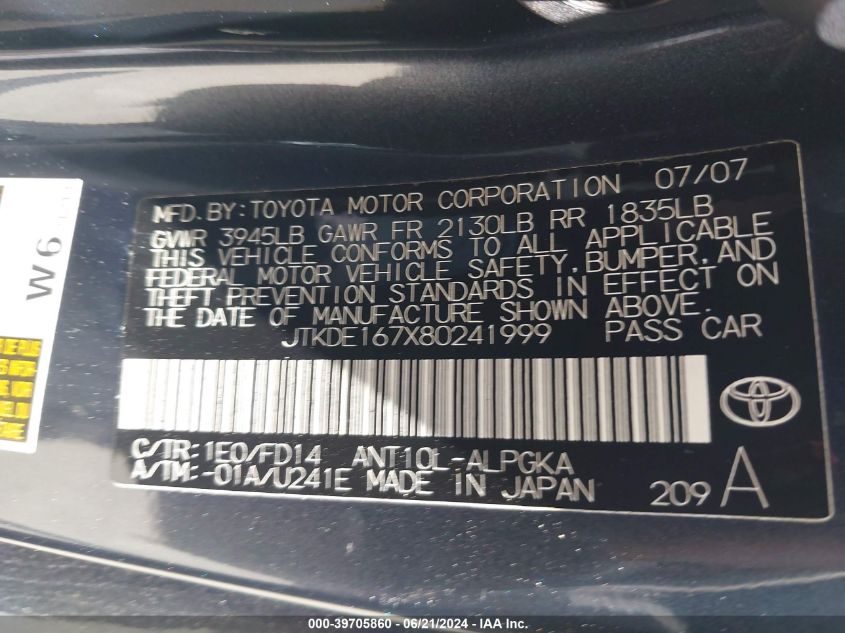 MFD. BY: TOYOTA MOTOR CORPORATION 07/07
GVWR 3945LB GAWR FR 2130LB RR 1835LB
THIS VEHICLE CONFORMS TO ALL APPLICABLE
FEDERAL MOTOR VEHICLE SAFETY, BUMPER, AND
THEFT PREVENTION STANDARDS IN EFFECT ON
THE DATE OF MANUFACTURE SHOWN ABOVE.
JTKDE167X80241999 PASS CAR
C/TR: 1E0/FD14 ANT10L-ALPGKA
A/TM: -01A/U241E MADE IN JAPAN
209 A
W6
000-39705860 - 06/21/2024 - IAAI.COM